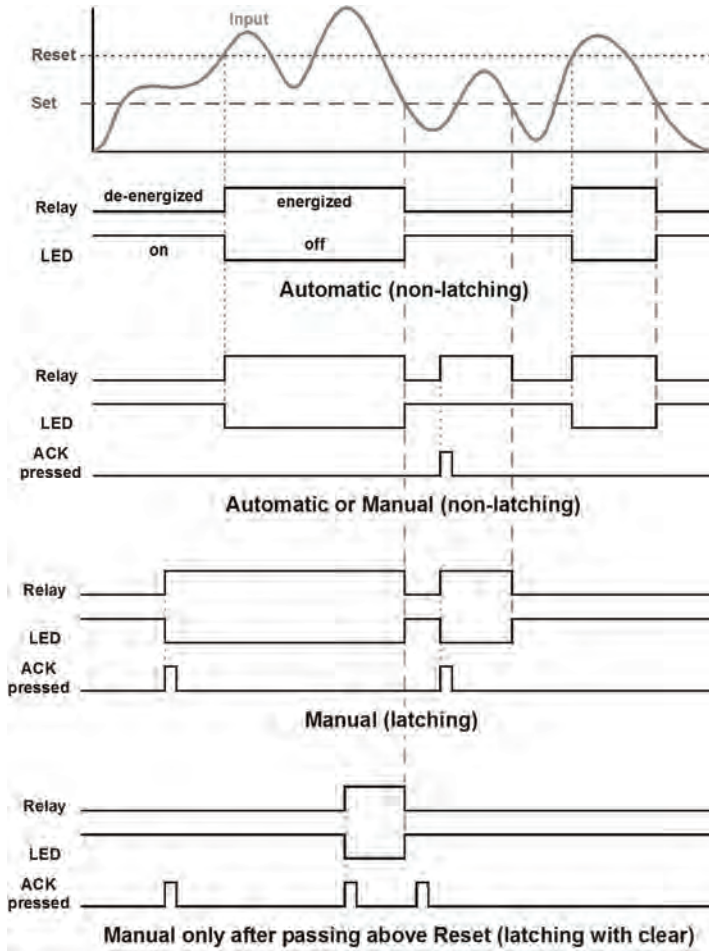 Input
Reset
Set
de-energized
energized
Relay
LED
on
off
Automatic (non-latching)
Relay
LED
ACK
pressed
Automatic or Manual (non-latching)
Relay
LED
ACK
pressed
Manual (latching)
Relay
LED
ACK
pressed
Manual only after passing above Reset (latching with clear)